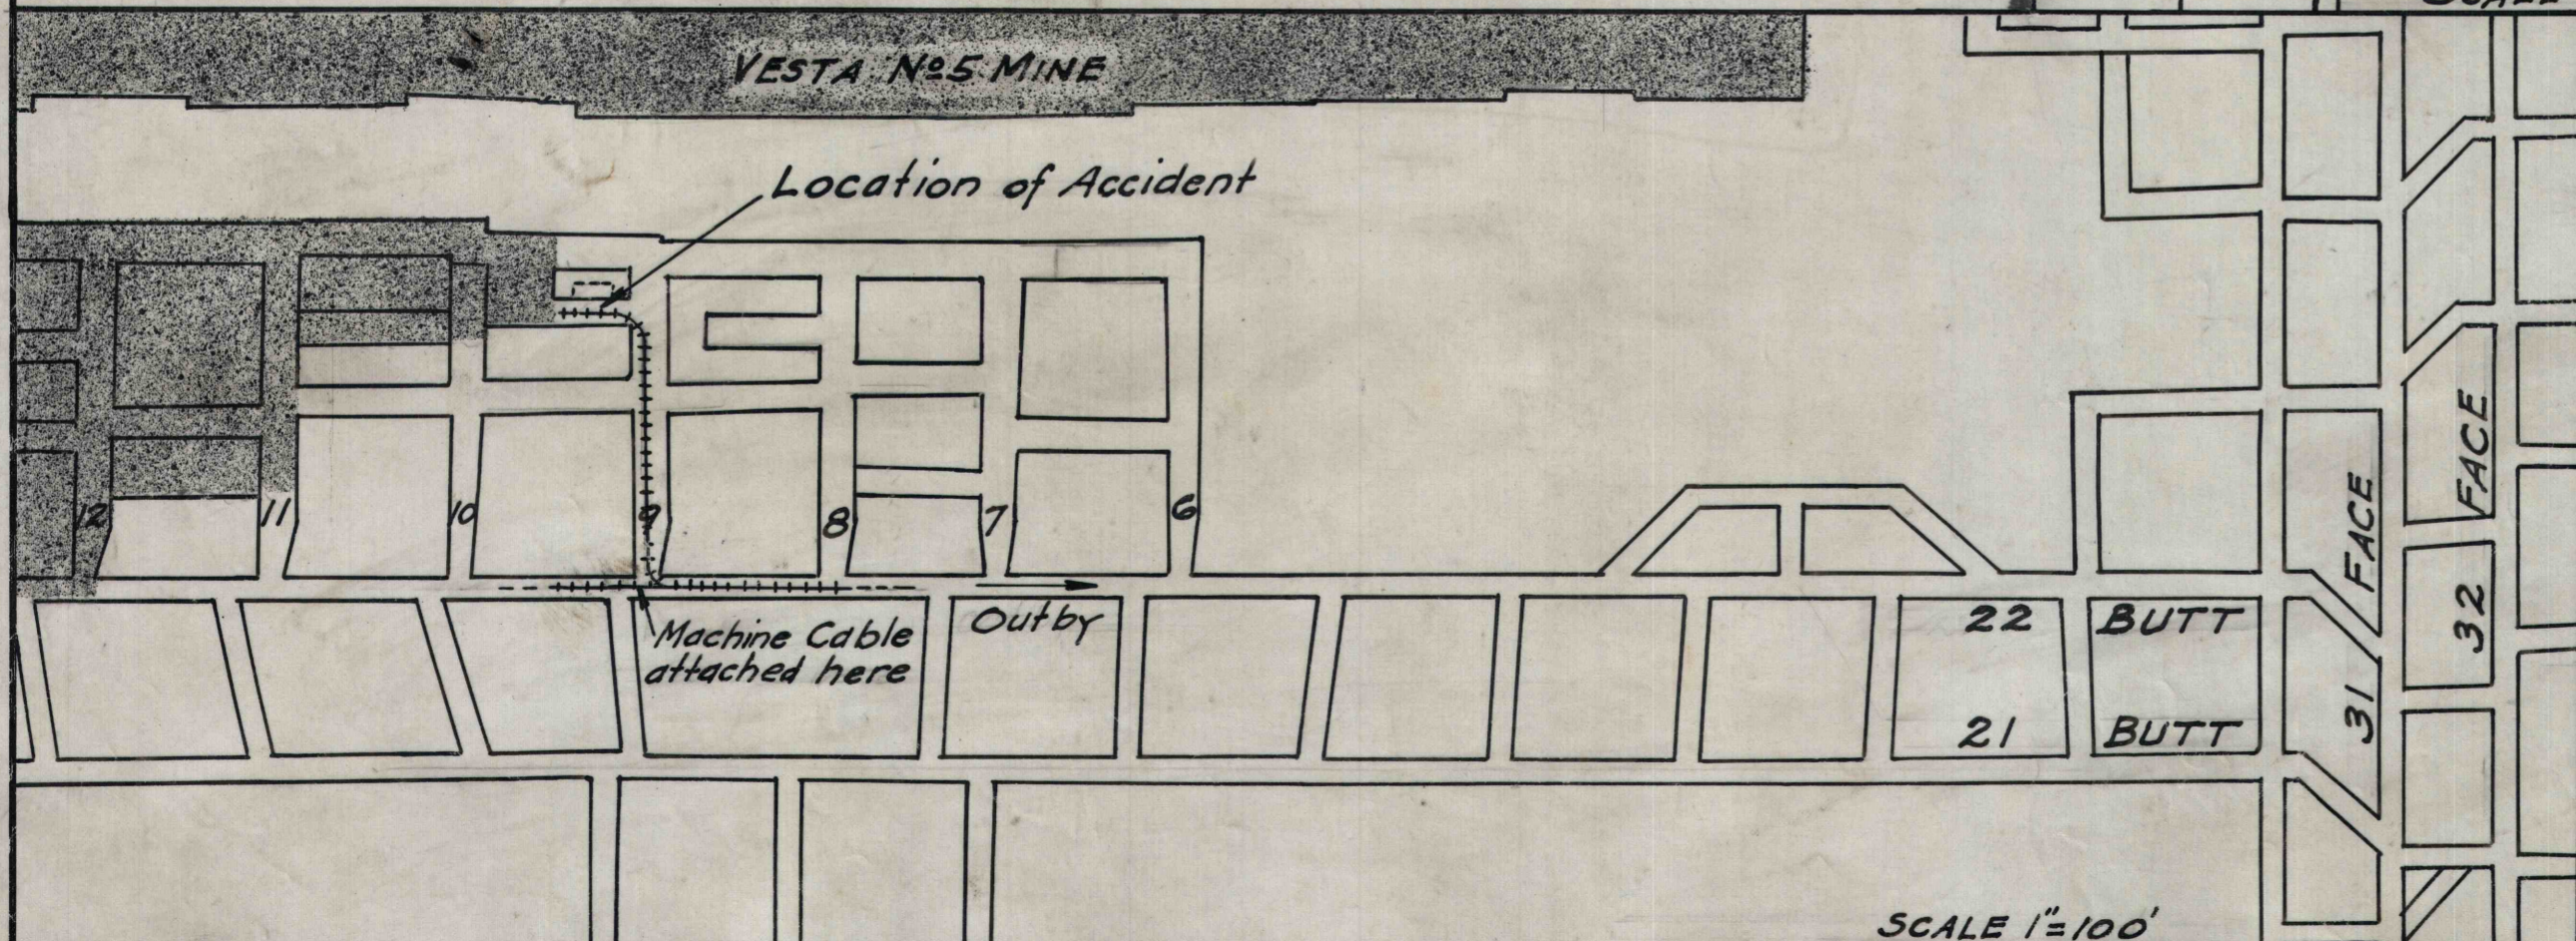 VESTA Nº5 MINE
Location of Accident
12
11
10
9
8
7
6
Machine Cable
attached here
Outby
22 BUTT
21 BUTT
31 FACE
32 FACE
SCALE 1"=100'